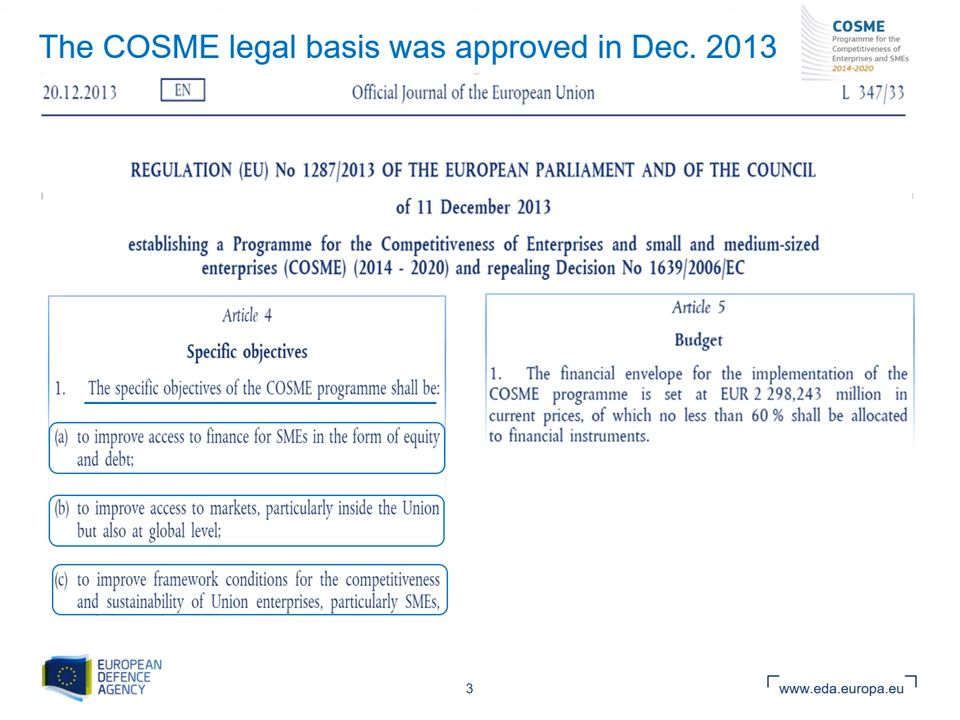 The COSME legal basis was approved in Dec. 2013
COSME
Programme for the
Competitiveness of
Enterprises and SMEs
2014-2020
20.12.2013 EN Official Journal of the European Union L 347/33
REGULATION (EU) No 1287/2013 OF THE EUROPEAN PARLIAMENT AND OF THE COUNCIL
of 11 December 2013
establishing a Programme for the Competitiveness of Enterprises and small and medium-sized
enterprises (COSME) (2014 - 2020) and repealing Decision No 1639/2006/EC
Article 4
Specific objectives
1. The specific objectives of the COSME programme shall be:
(a) to improve access to finance for SMEs in the form of equity
and debt;
(b) to improve access to markets, particularly inside the Union
but also at global level;
(c) to improve framework conditions for the competitiveness
and sustainability of Union enterprises, particularly SMEs,
Article 5
Budget
1. The financial envelope for the implementation of the
COSME programme is set at EUR 2 298,243 million in
current prices, of which no less than 60 % shall be allocated
to financial instruments.
EUROPEAN
DEFENCE
AGENCY
3
www.eda.europa.eu